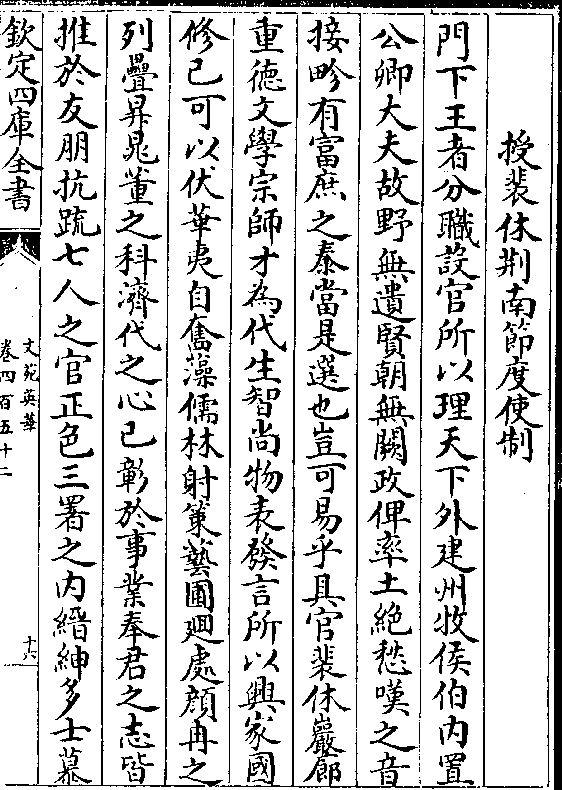 授裴休荆南節度使制
門下王者分職設官所以理天下外建州牧侯伯内置
公卿大夫故野無遺賢朝無闕政俾率土絶愁嘆之音
接畛有富庶之泰當是選也豈可易乎具官裴休巖廊
重德文學宗師才為代生智尚物表發言所以興家國
修已可以伏華夷自奮藻儒林射策藝圃廻處顔冉之
列疊昇晁董之科濟代之心已彰於事業奉君之志皆
推於友朋抗疏七人之官正色三署之内縉紳多士慕
欽定四庫全書
文苑英華
卷四百五十二
十六